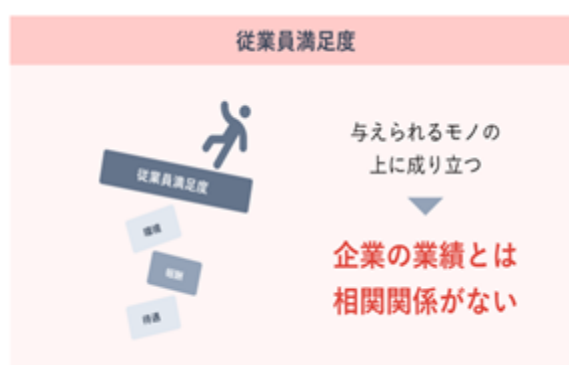 従業員満足度
与えられるモノの
上に成り立つ
従業員満足度
環境
報酬
待遇
企業の業績とは
相関関係がない